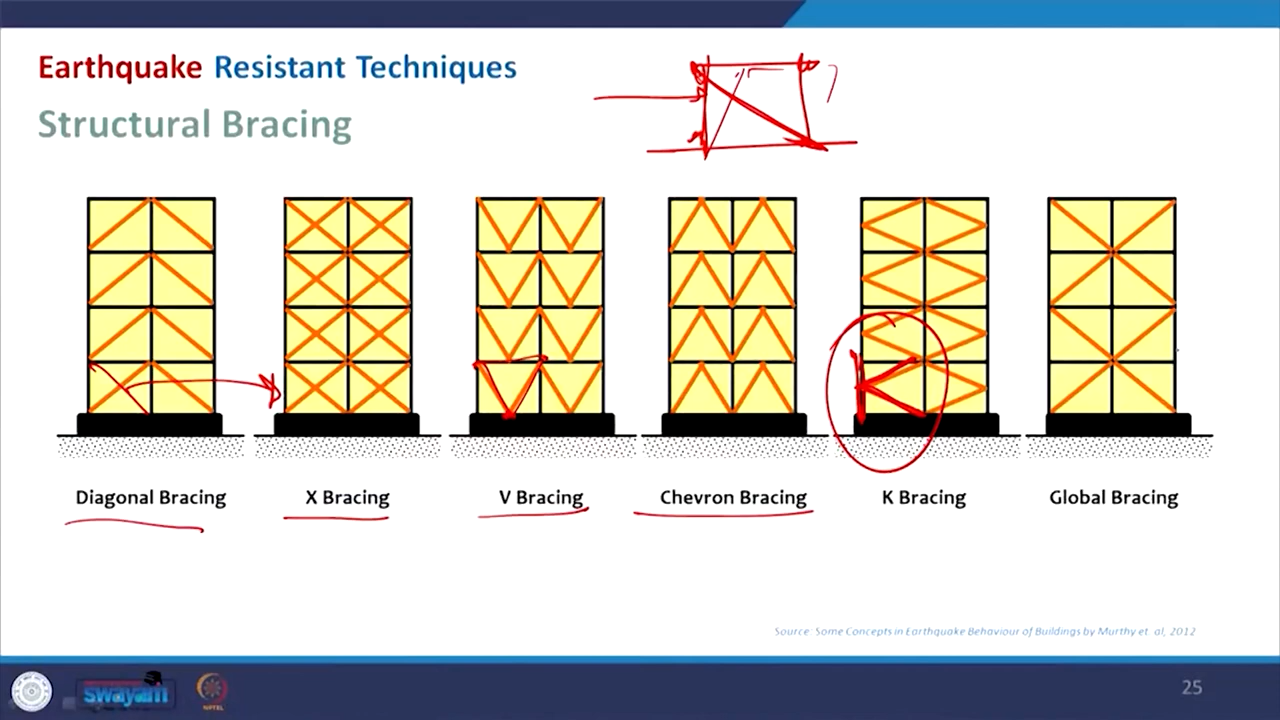 Earthquake Resistant Techniques
Structural Bracing
Diagonal Bracing
X Bracing
V Bracing
Chevron Bracing
K Bracing
Global Bracing
Source: Some Concepts in Earthquake Behaviour of Buildings by Murthy et. al, 2012
swayam
NPTEL
25